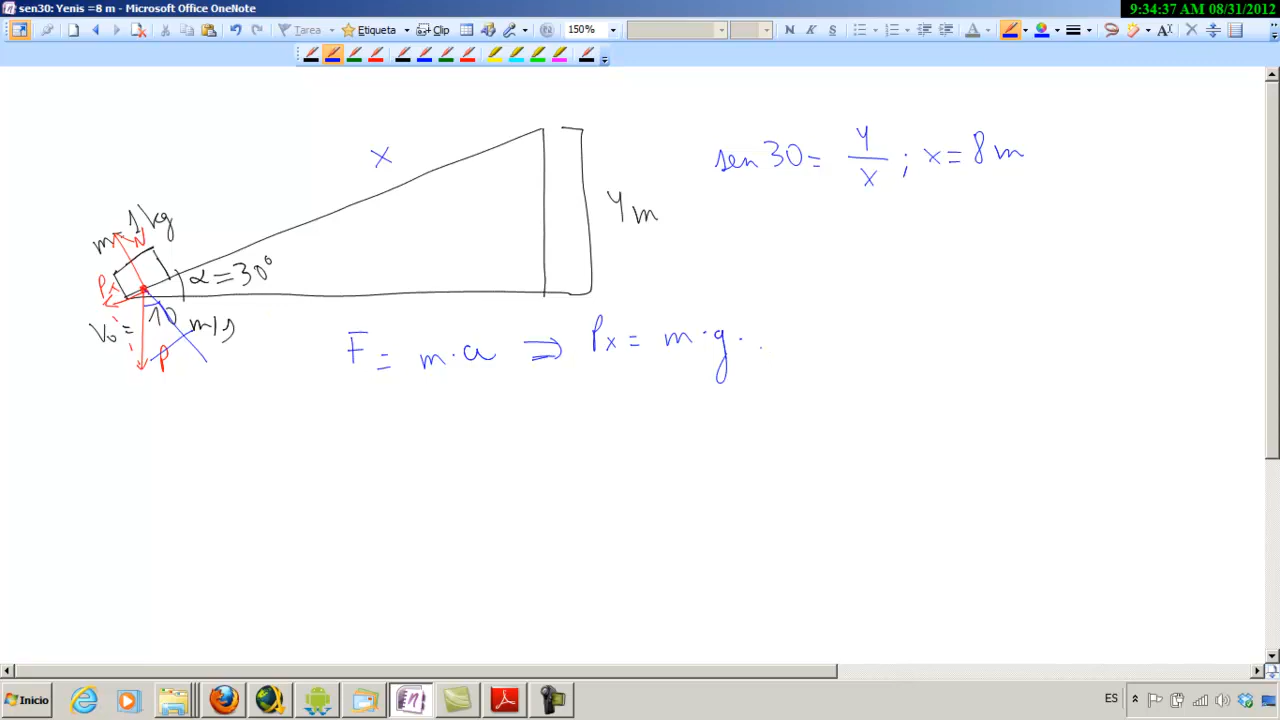 sen30: Yenis =8 m - Microsoft Office OneNote
9:34:37 AM 08/31/2012
Tarea Etiqueta Clip 150% N K S A
x
sen 30 = 4/x ; x = 8 m
4 m
m = 1 kg
N
α = 30°
Px
V₀ = 10 m/s
P
F = m · a ⇒ Px = m · g ·
Inicio
ES